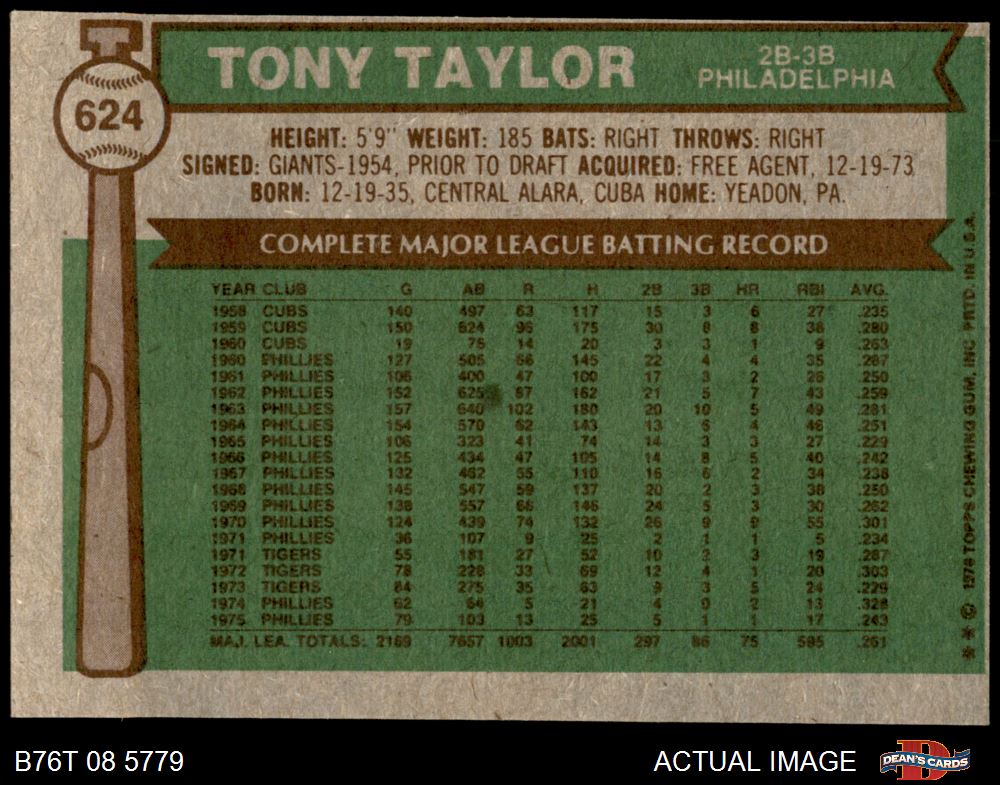 624
TONY TAYLOR
2B-3B
PHILADELPHIA
HEIGHT: 5'9" WEIGHT: 185 BATS: RIGHT THROWS: RIGHT
SIGNED: GIANTS-1954, PRIOR TO DRAFT ACQUIRED: FREE AGENT, 12-19-73
BORN: 12-19-35, CENTRAL ALARA, CUBA HOME: YEADON, PA.
COMPLETE MAJOR LEAGUE BATTING RECORD
YEAR CLUB G AB R H 2B 3B HR RBI AVG.
1958 CUBS 140 497 63 117 15 3 6 27 .235
1959 CUBS 150 624 96 175 30 8 8 38 .280
1960 CUBS 19 76 14 20 3 3 1 9 .263
1960 PHILLIES 127 505 66 145 22 4 4 35 .287
1961 PHILLIES 106 400 47 100 17 3 2 26 .250
1962 PHILLIES 152 625 87 162 21 5 7 43 .259
1963 PHILLIES 157 640 102 180 20 10 5 49 .281
1964 PHILLIES 154 570 62 143 13 6 4 46 .251
1965 PHILLIES 106 323 41 74 14 3 3 27 .229
1966 PHILLIES 125 434 47 105 14 8 5 40 .242
1967 PHILLIES 132 462 55 110 16 6 2 34 .238
1968 PHILLIES 145 547 59 137 20 2 3 38 .250
1969 PHILLIES 138 557 68 146 24 5 3 30 .262
1970 PHILLIES 124 439 74 132 26 9 9 55 .301
1971 PHILLIES 36 107 9 25 2 1 1 5 .234
1971 TIGERS 55 181 27 52 10 2 3 19 .287
1972 TIGERS 78 228 33 69 12 4 1 20 .303
1973 TIGERS 84 275 35 63 9 3 5 24 .229
1974 PHILLIES 62 64 5 21 4 0 2 13 .328
1975 PHILLIES 79 103 13 25 5 1 1 17 .243
MAJ. LEA. TOTALS: 2169 7657 1003 2001 297 86 75 595 .261
** © 1976 TOPPS CHEWING GUM, INC PRTD. IN U.S.A.
B76T 08 5779
ACTUAL IMAGE
D
DEAN'S CARDS